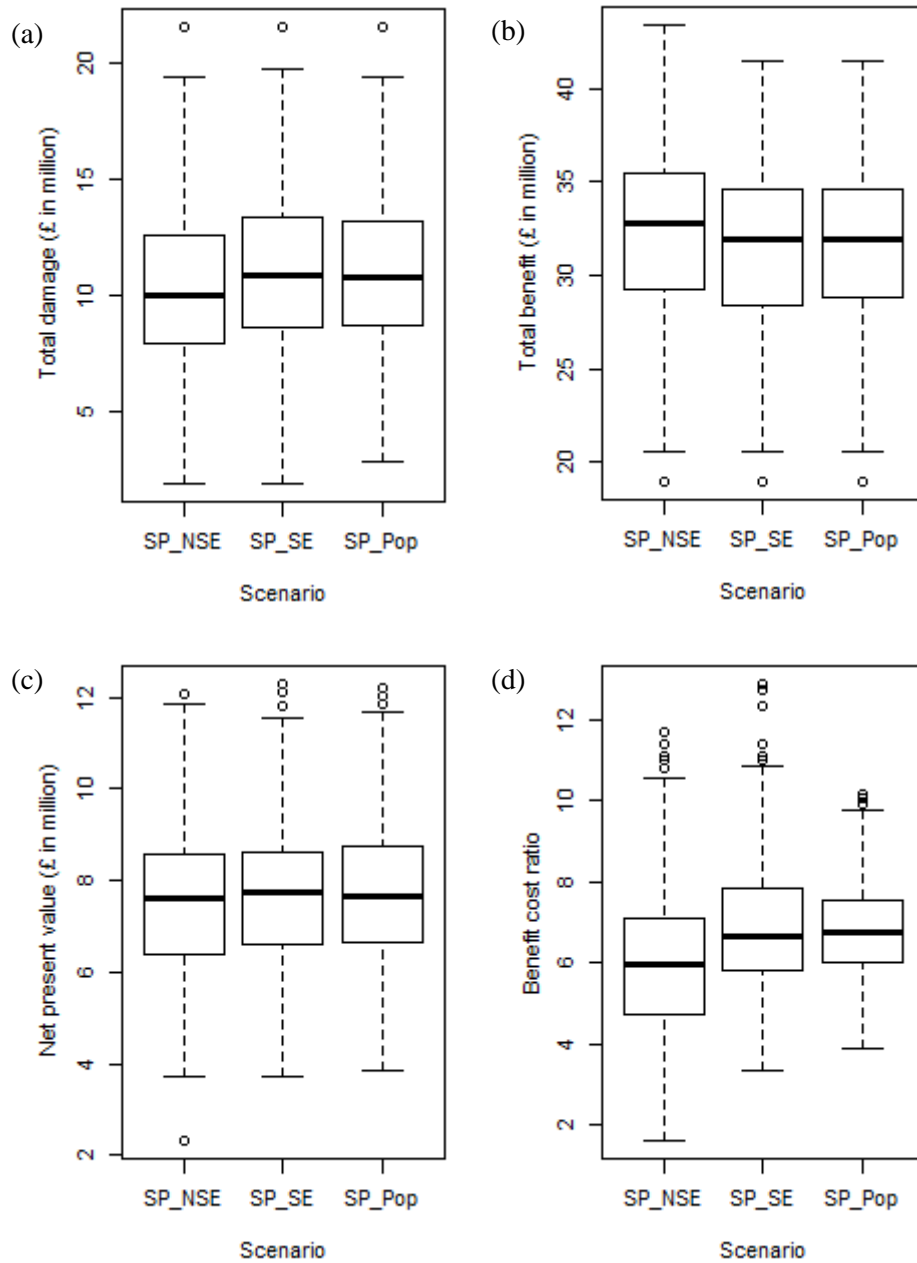 (a)
Total damage (£ in million)
20
15
10
5
SP_NSE SP_SE SP_Pop
Scenario
(b)
Total benefit (£ in million)
40
35
30
25
20
SP_NSE SP_SE SP_Pop
Scenario
(c)
Net present value (£ in million)
12
10
8
6
4
2
SP_NSE SP_SE SP_Pop
Scenario
(d)
Benefit cost ratio
12
10
8
6
4
2
SP_NSE SP_SE SP_Pop
Scenario